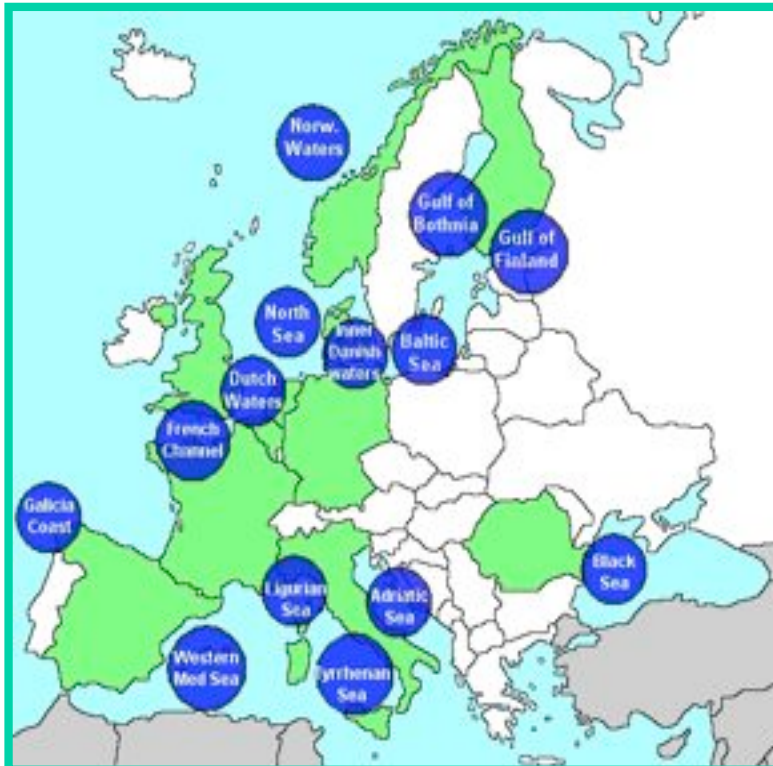 Norw.
Waters
Gulf of
Bothnia
Gulf of
Finland
North
Sea
Inner
Danish
waters
Baltic
Sea
Dutch
Waters
French
Channel
Galicia
Coast
Ligurian
Sea
Adriatic
Sea
Black
Sea
Western
Med Sea
Tyrrhenan
Sea